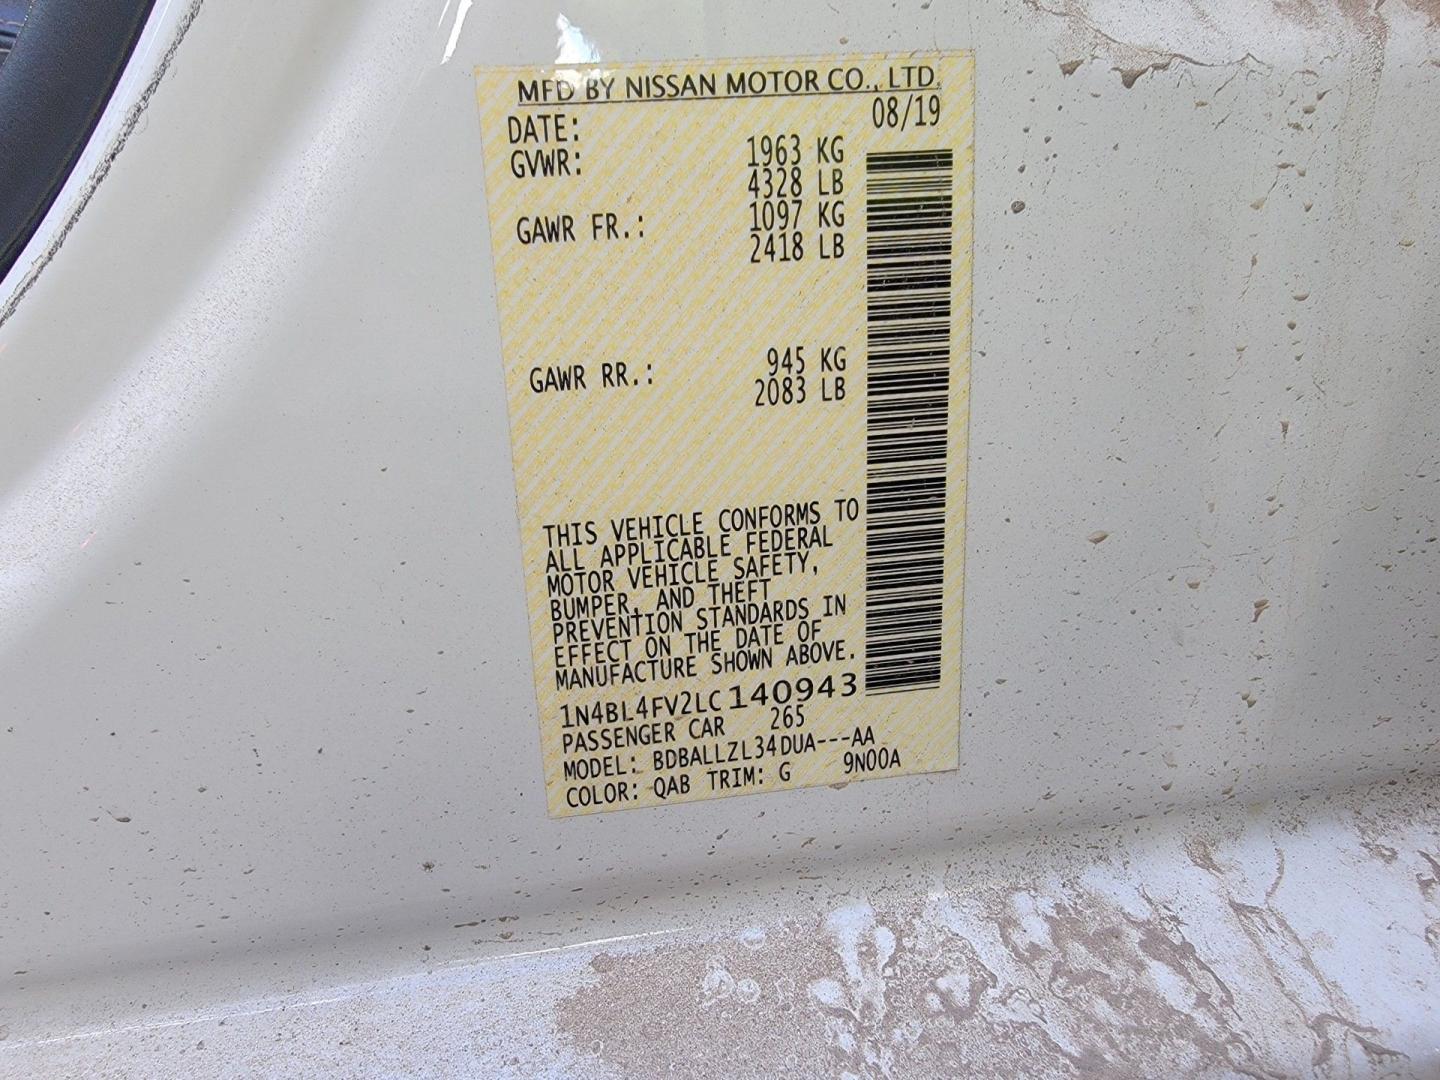 MFD BY NISSAN MOTOR CO., LTD.
DATE: 08/19
GVWR: 1963 KG
4328 LB
GAWR FR.: 1097 KG
2418 LB
GAWR RR.: 945 KG
2083 LB
THIS VEHICLE CONFORMS TO
ALL APPLICABLE FEDERAL
MOTOR VEHICLE SAFETY,
BUMPER, AND THEFT
PREVENTION STANDARDS IN
EFFECT ON THE DATE OF
MANUFACTURE SHOWN ABOVE.
1N4BL4FV2LC140943
PASSENGER CAR 265
MODEL: BDBALLZL34DUA---AA
COLOR: QAB TRIM: G 9N00A